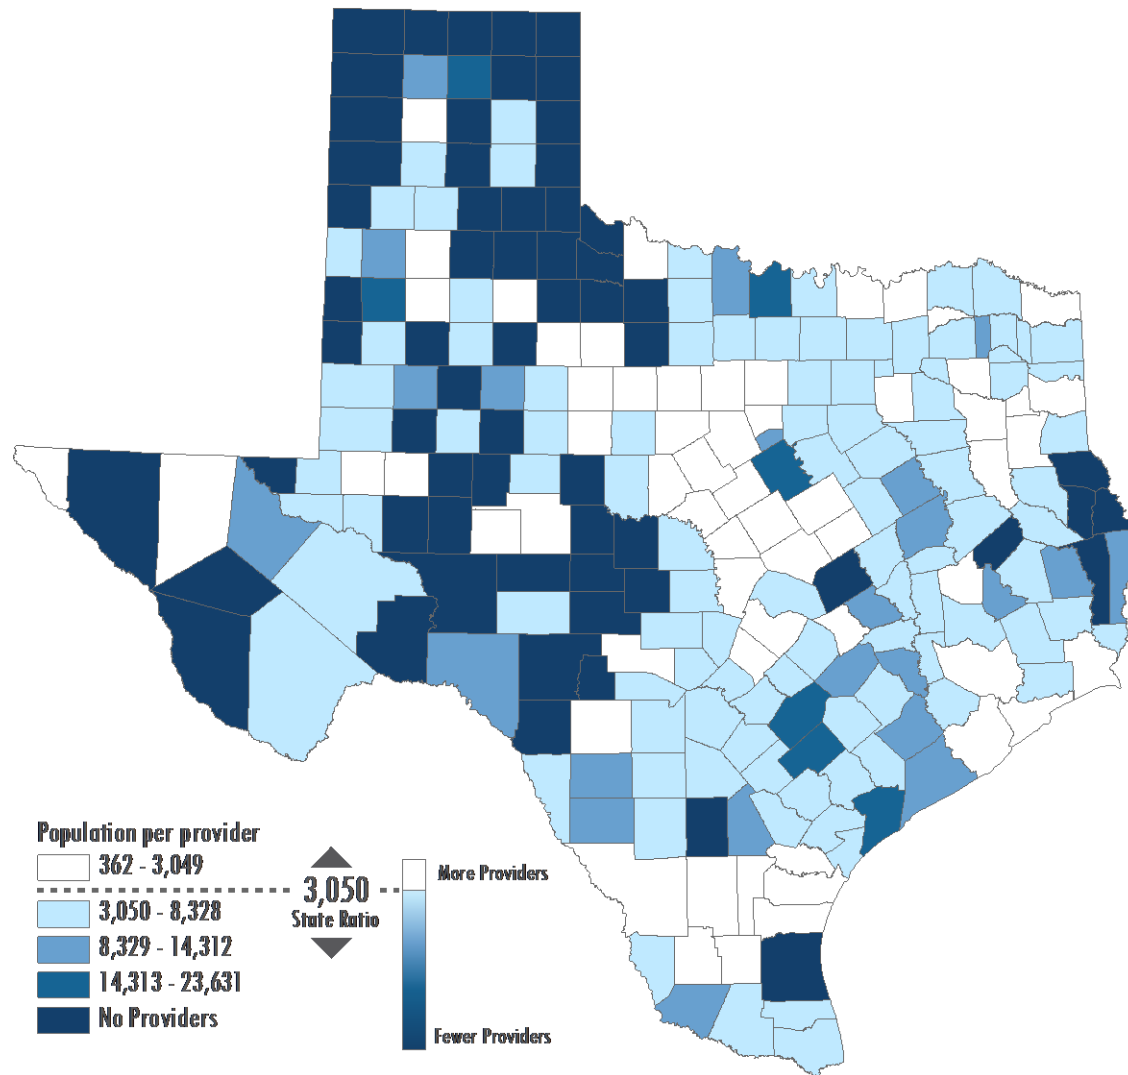 Population per provider
362 - 3,049
3,050 - 8,328
8,329 - 14,312
14,313 - 23,631
No Providers
3,050
State Ratio
More Providers
Fewer Providers